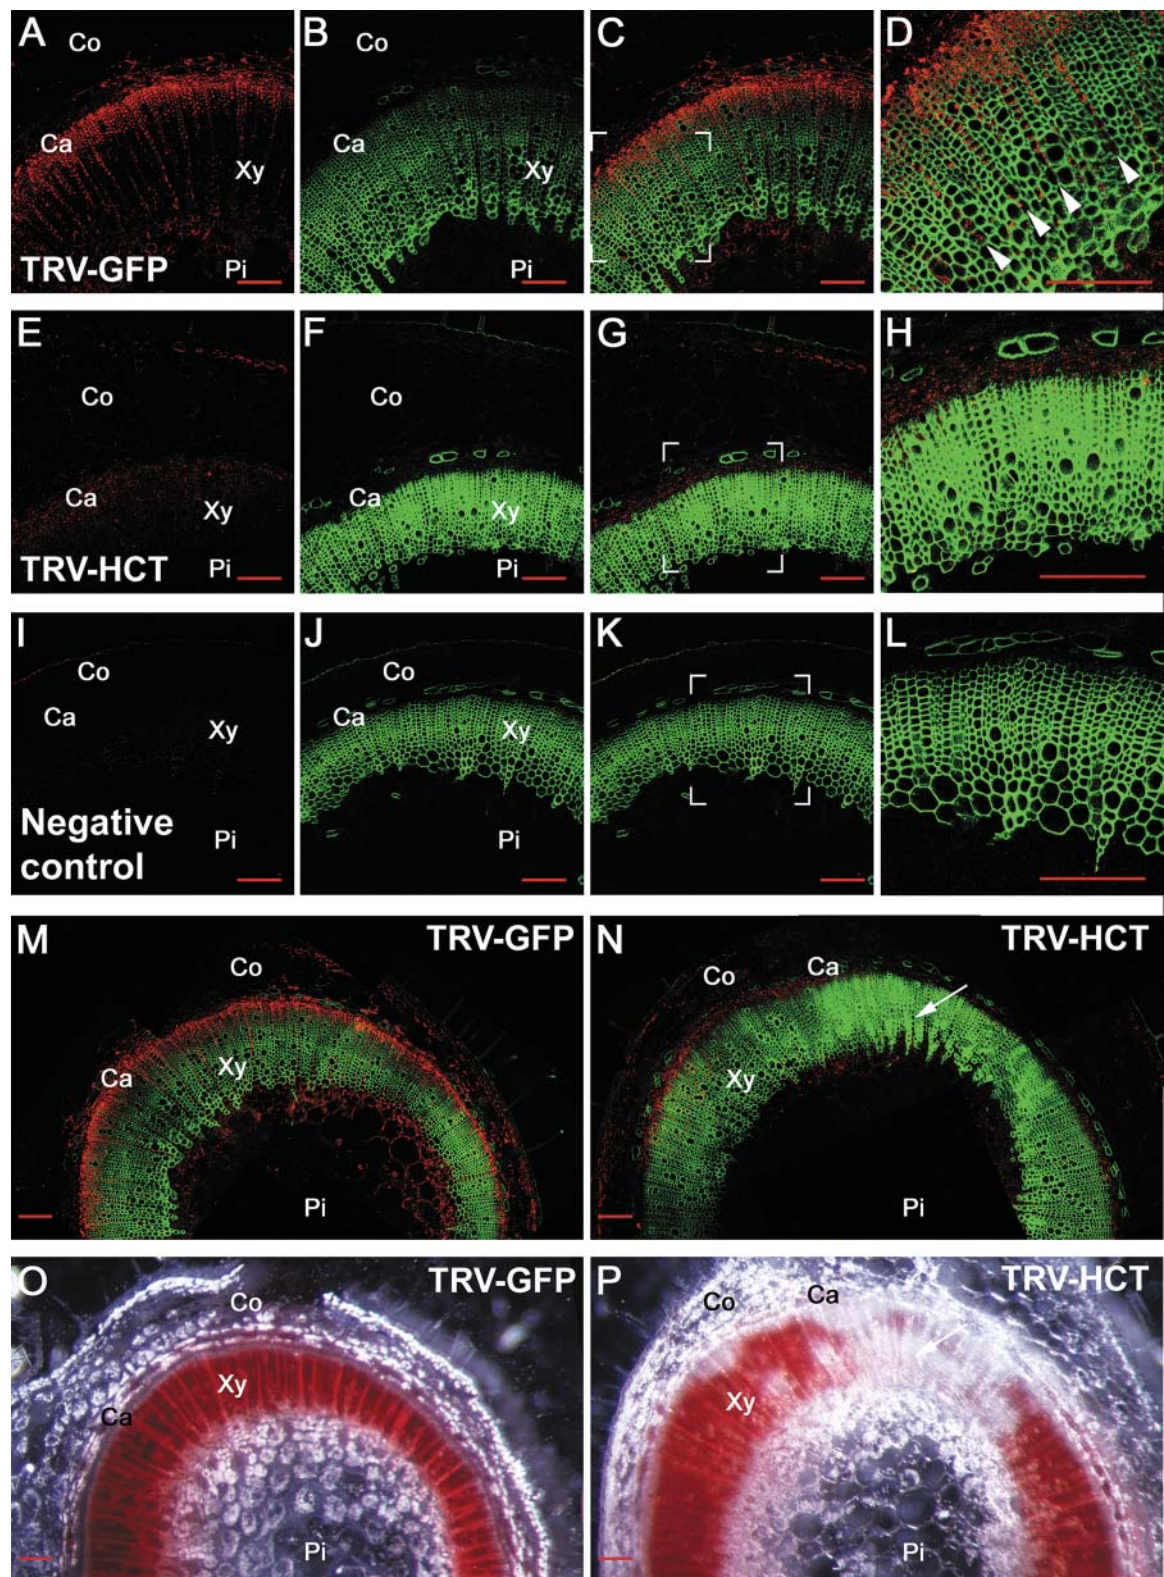 A Co Ca Xy TRV-GFP Pi
B Co Ca Xy Pi
C
D
E Co Ca Xy TRV-HCT Pi
F Co Ca Xy Pi
G
H
I Co Ca Xy Negative control Pi
J Co Ca Xy Pi
K
L
M TRV-GFP Co Ca Xy Pi
N TRV-HCT Co Ca Xy Pi
O TRV-GFP Co Xy Ca Pi
P TRV-HCT Co Ca Xy Pi